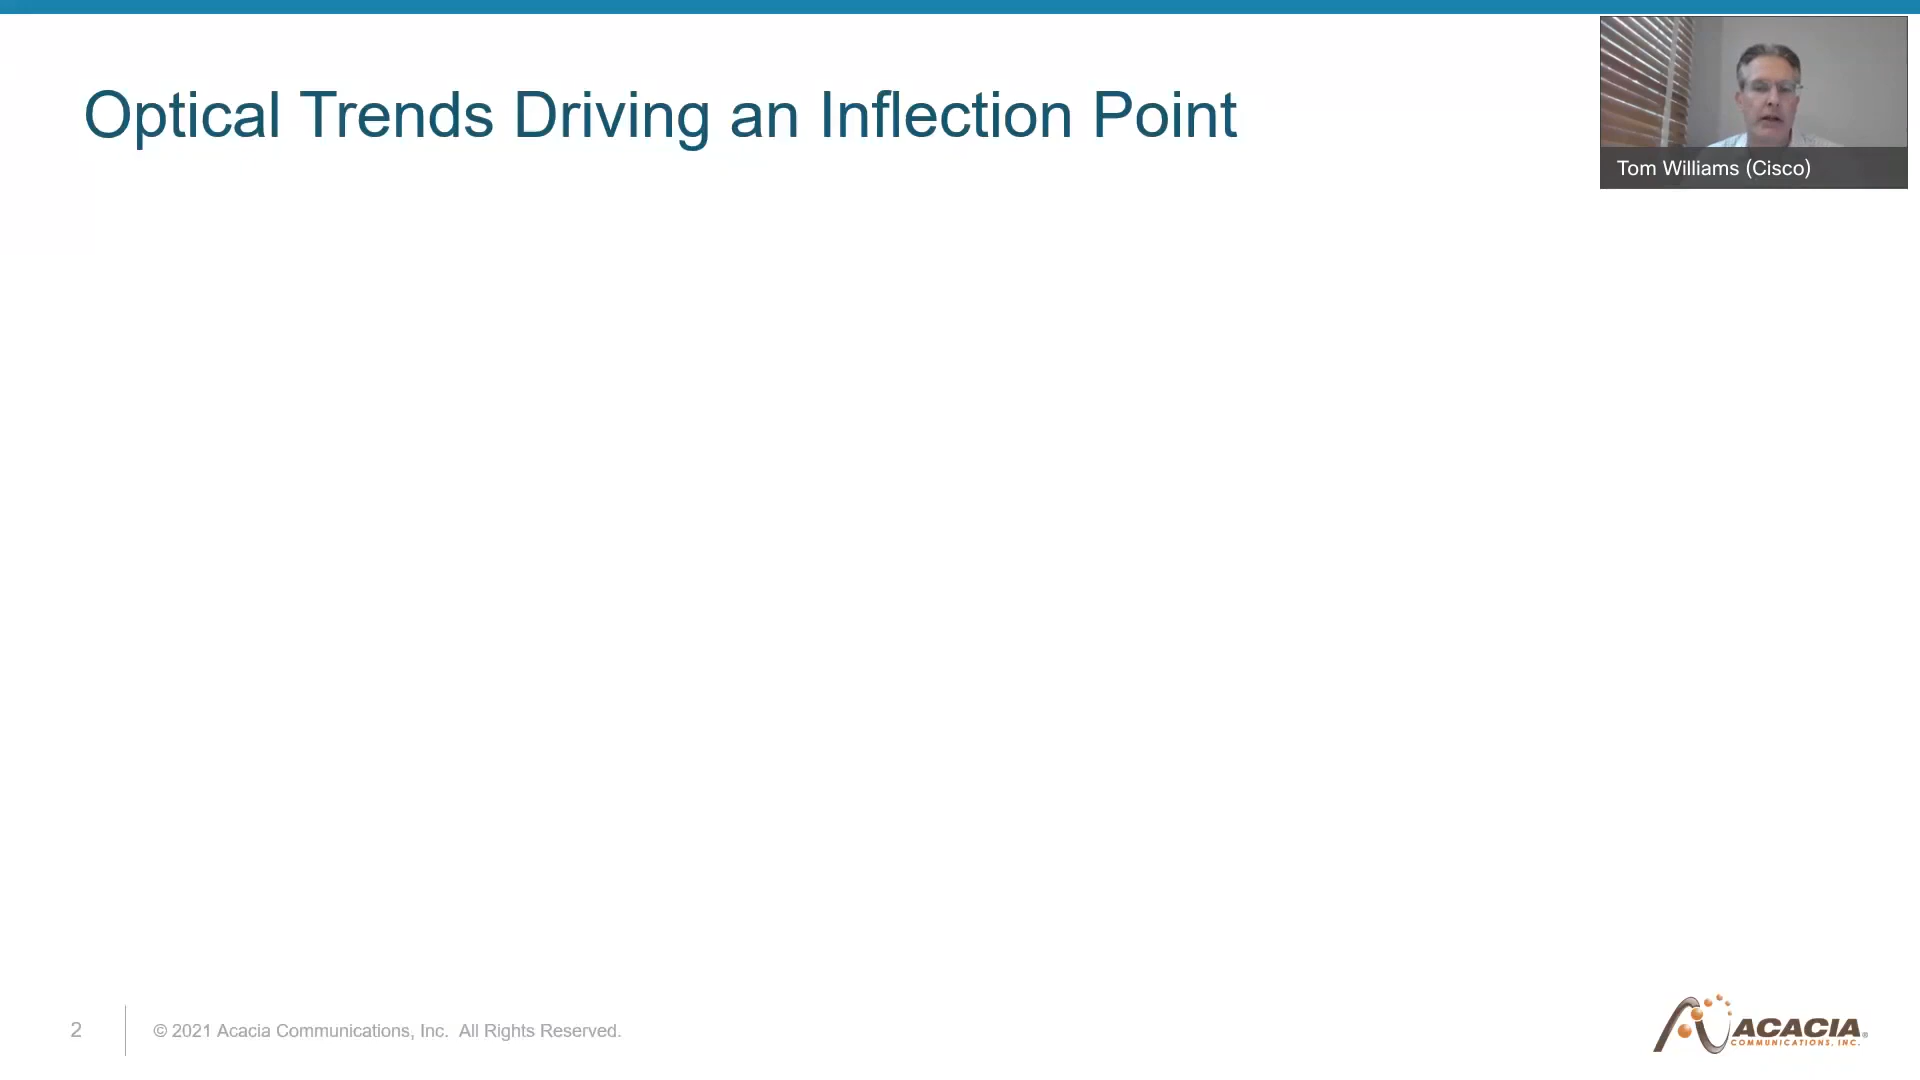 Optical Trends Driving an Inflection Point
Tom Williams (Cisco)
2
© 2021 Acacia Communications, Inc. All Rights Reserved.
ACACIA®
COMMUNICATIONS, INC.